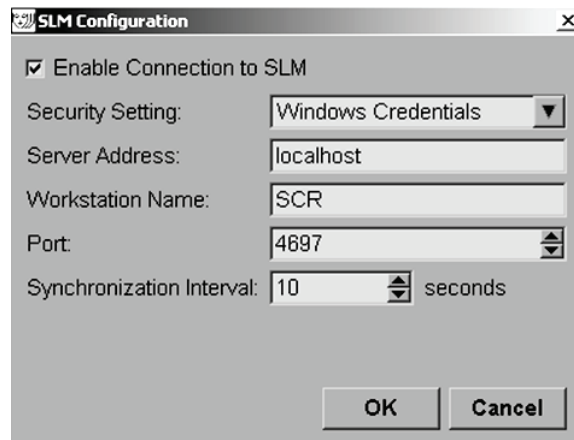 SLM Configuration
Enable Connection to SLM
Security Setting: Windows Credentials
Server Address: localhost
Workstation Name: SCR
Port: 4697
Synchronization Interval: 10 seconds
OK Cancel